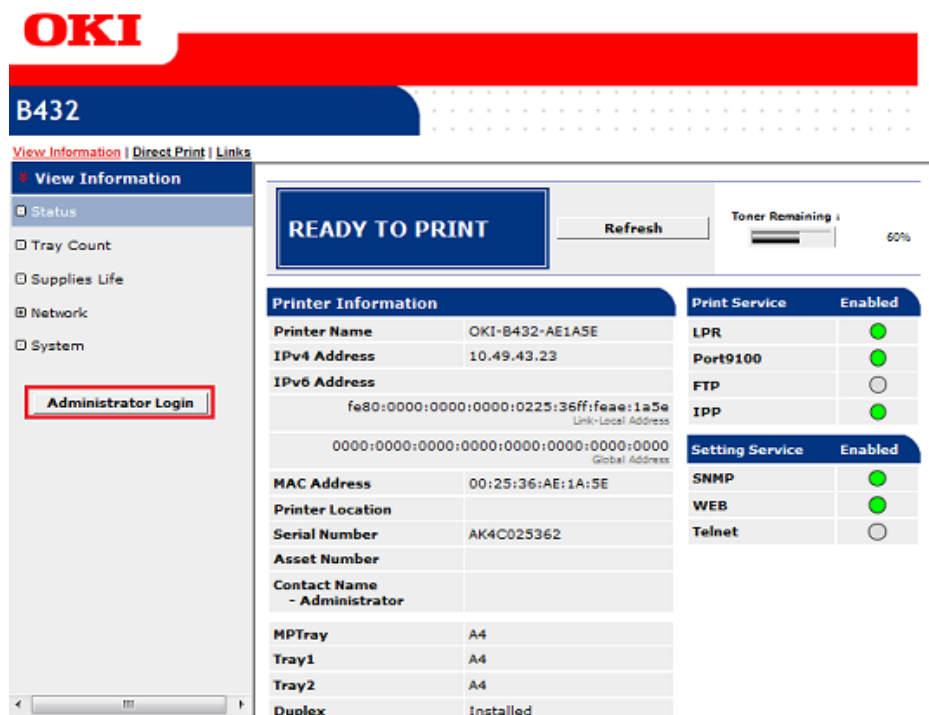 OKI
B432
View Information | Direct Print | Links
View Information
Status
Tray Count
Supplies Life
Network
System
Administrator Login
READY TO PRINT
Refresh
Toner Remaining :
60%
Printer Information
Printer Name OKI-B432-AE1A5E
IPv4 Address 10.49.43.23
IPv6 Address
fe80:0000:0000:0000:0225:36ff:feae:1a5e
Link-Local Address
0000:0000:0000:0000:0000:0000:0000:0000
Global Address
MAC Address 00:25:36:AE:1A:5E
Printer Location
Serial Number AK4C025362
Asset Number
Contact Name
- Administrator
MPTray A4
Tray1 A4
Tray2 A4
Duplex Installed
Print Service Enabled
LPR
Port9100
FTP
IPP
Setting Service Enabled
SNMP
WEB
Telnet